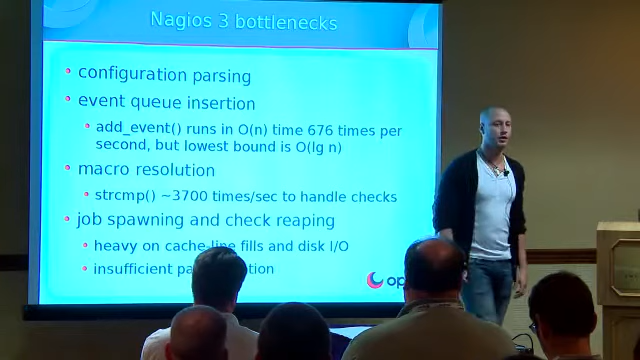 Nagios 3 bottlenecks
configuration parsing
event queue insertion
add_event() runs in O(n) time 676 times per
second, but lowest bound is O(lg n)
macro resolution
strcmp() ~3700 times/sec to handle checks
job spawning and check reaping
heavy on cache-line fills and disk I/O
insufficient